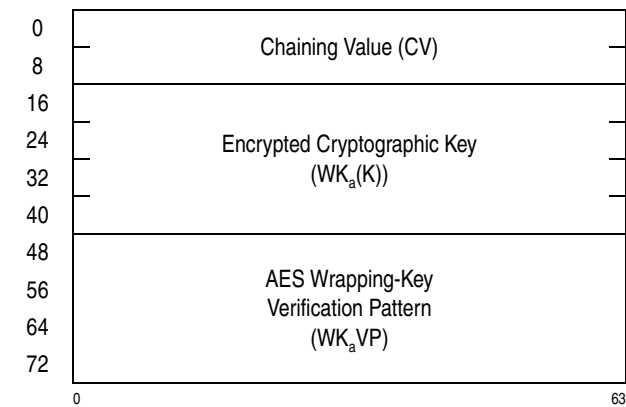 0
Chaining Value (CV)
8
16
24
Encrypted Cryptographic Key
32
(WKa(K))
40
48
AES Wrapping-Key
56
Verification Pattern
64
(WKaVP)
72
0 63